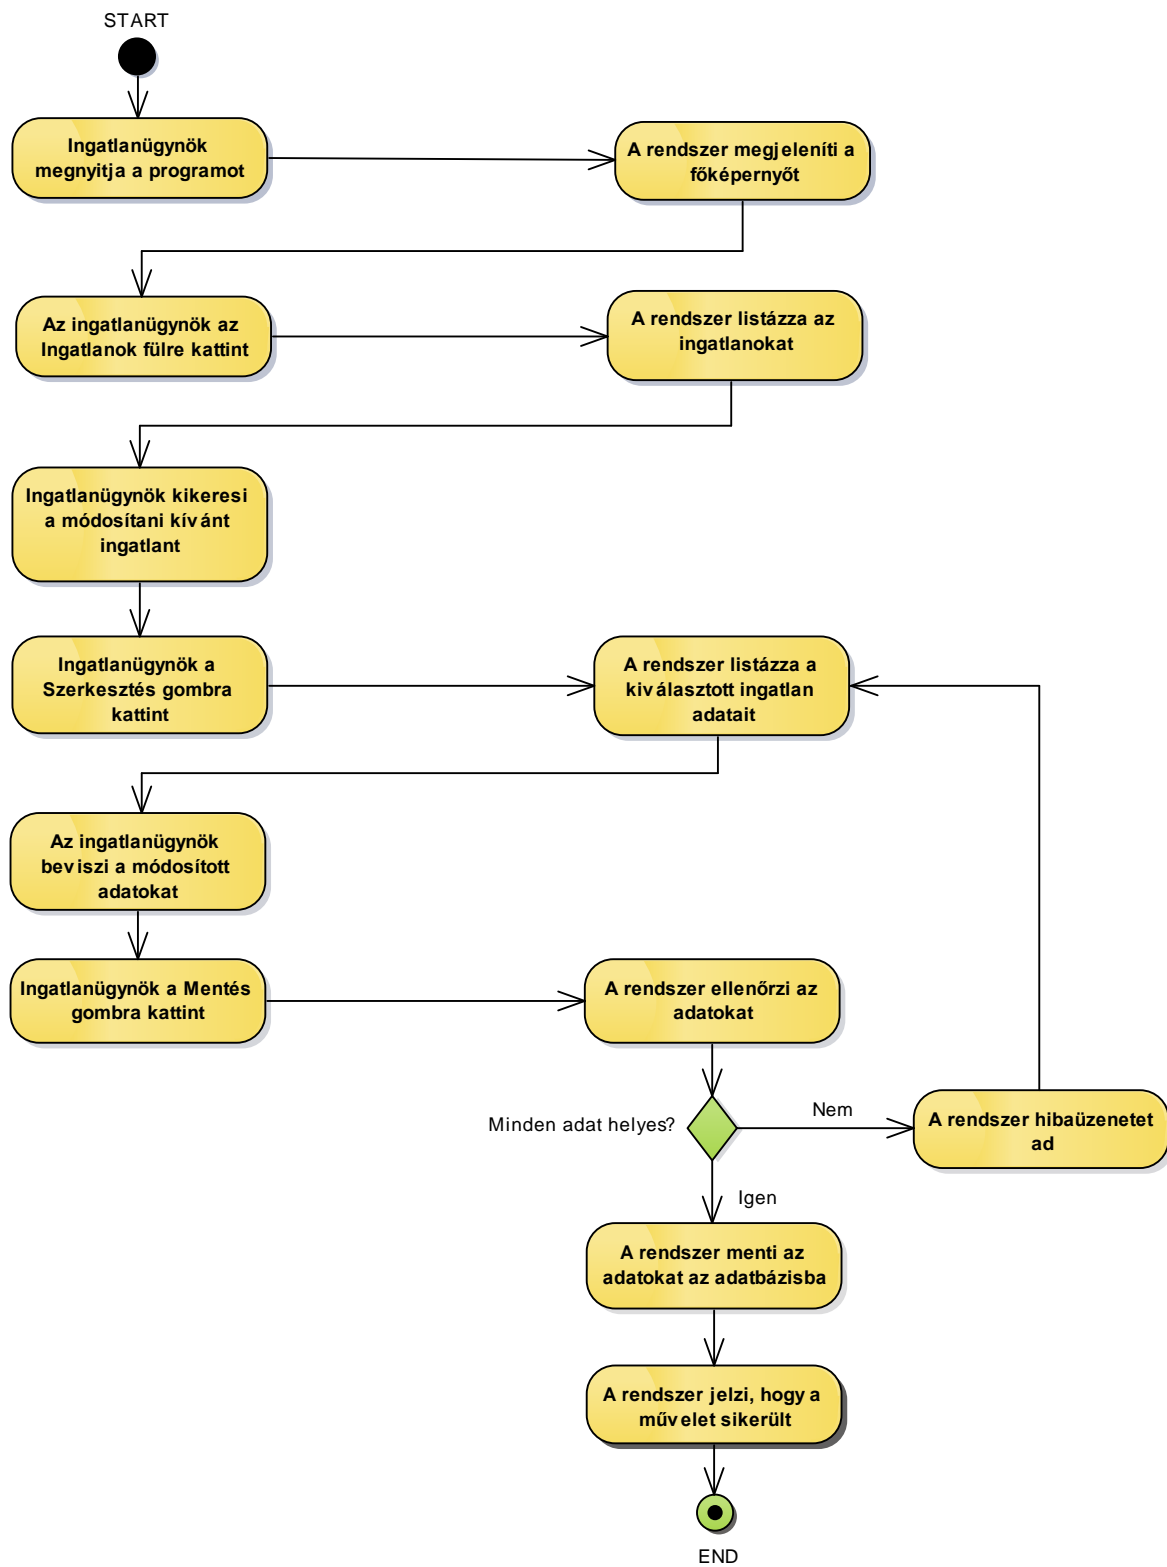 START
Ingatlanügynök
megnyitja a programot
A rendszer megjeleníti a
főképernyőt
Az ingatlanügynök az
Ingatlanok fülre kattint
A rendszer listázza az
ingatlanokat
Ingatlanügynök kikeresi
a módosítani kívánt
ingatlant
Ingatlanügynök a
Szerkesztés gombra
kattint
A rendszer listázza a
kiválasztott ingatlan
adatait
Az ingatlanügynök
beviszi a módosított
adatokat
Ingatlanügynök a Mentés
gombra kattint
A rendszer ellenőrzi az
adatokat
Minden adat helyes?
Nem
A rendszer hibaüzenetet
ad
Igen
A rendszer menti az
adatokat az adatbázisba
A rendszer jelzi, hogy a
művelet sikerült
END